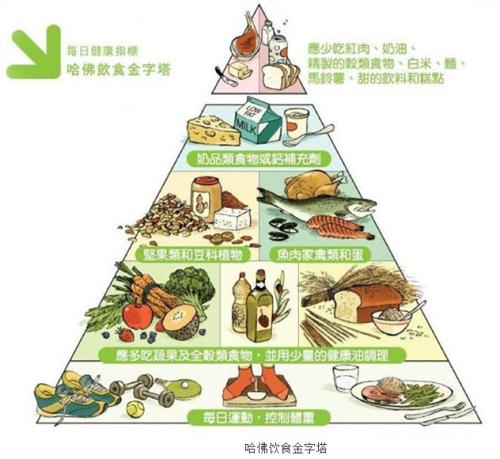 每日健康指標
哈佛飲食金字塔
應少吃紅肉、奶油、
精製的穀類食物、白米、麵、
馬鈴薯、甜的飲料和糕點
LOW
FAT
MILK
奶品類食物或鈣補充劑
堅果類和豆科植物
魚肉家禽類和蛋
應多吃蔬果及全穀類食物，並用少量的健康油調理
每日運動，控制體重
哈佛饮食金字塔